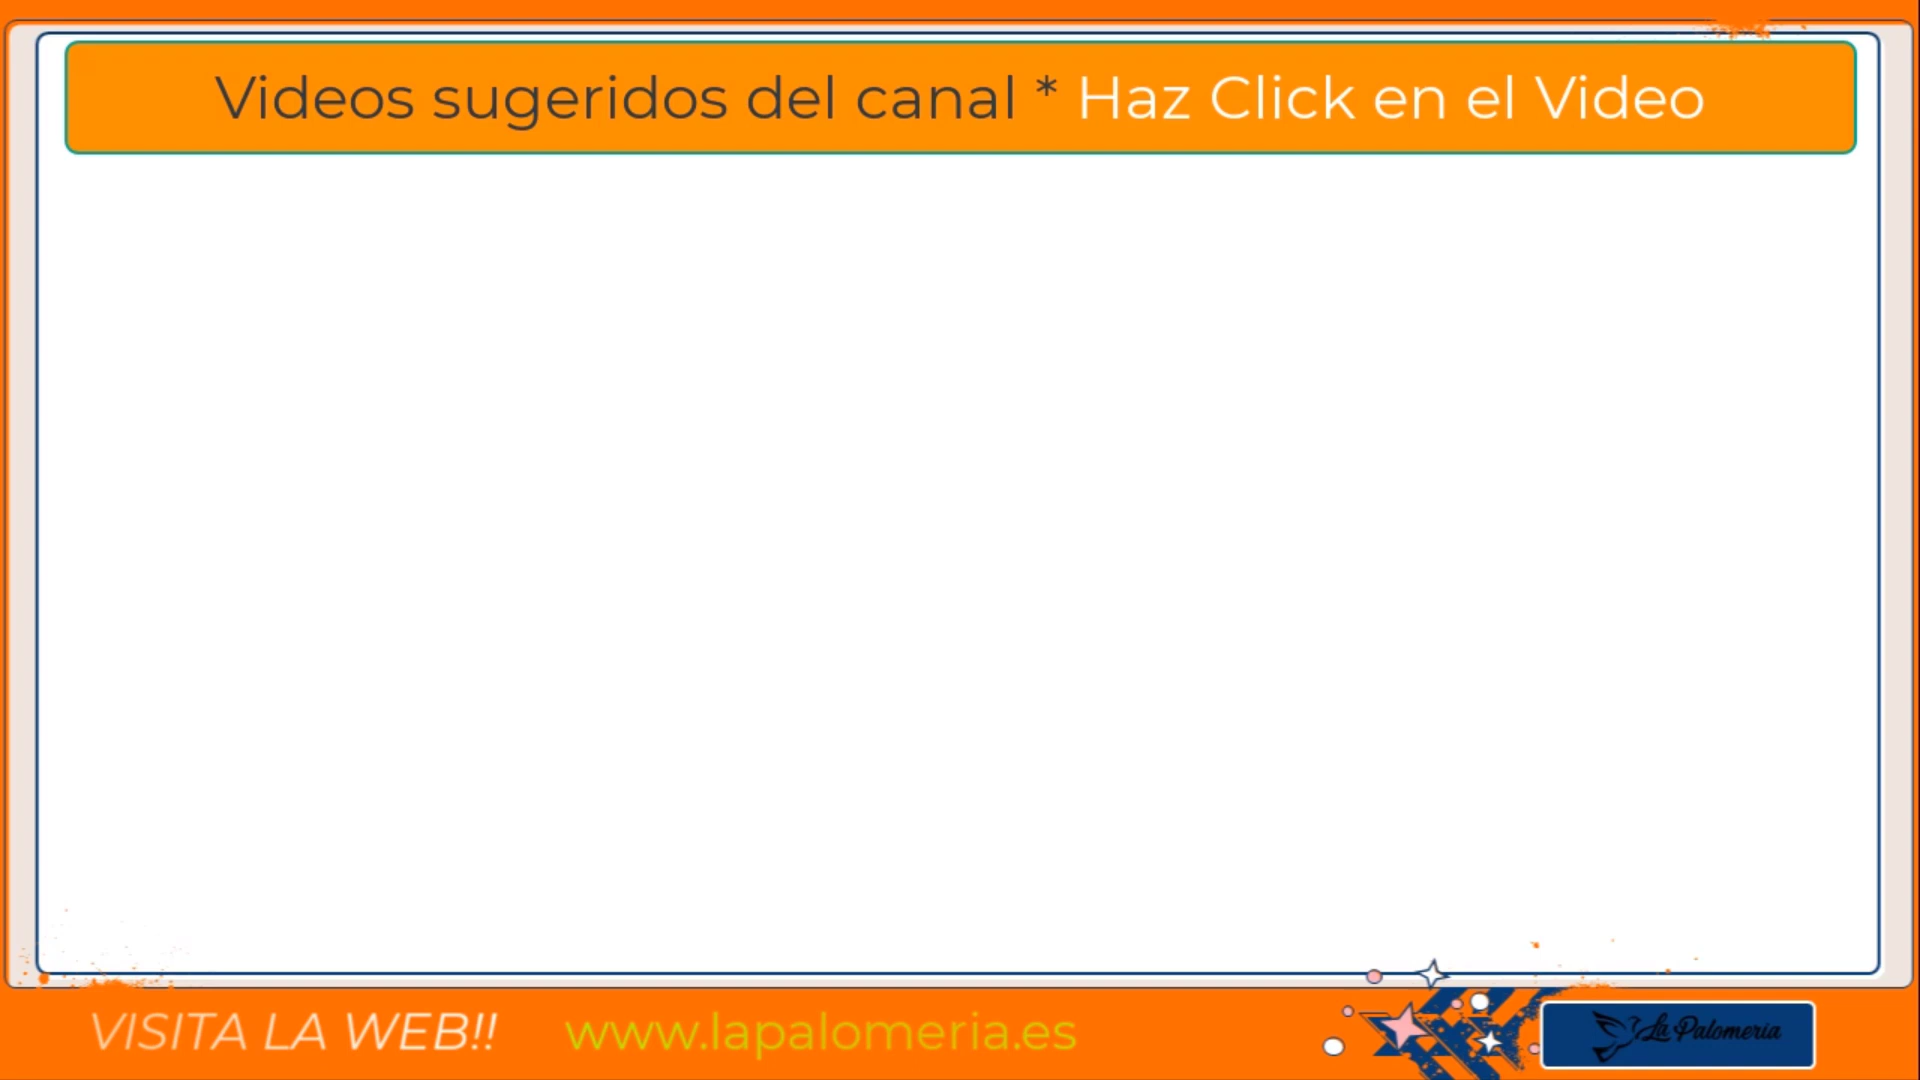 Videos sugeridos del canal * Haz Click en el Video
VISITA LA WEB!! www.lapalomeria.es
La Palomeria